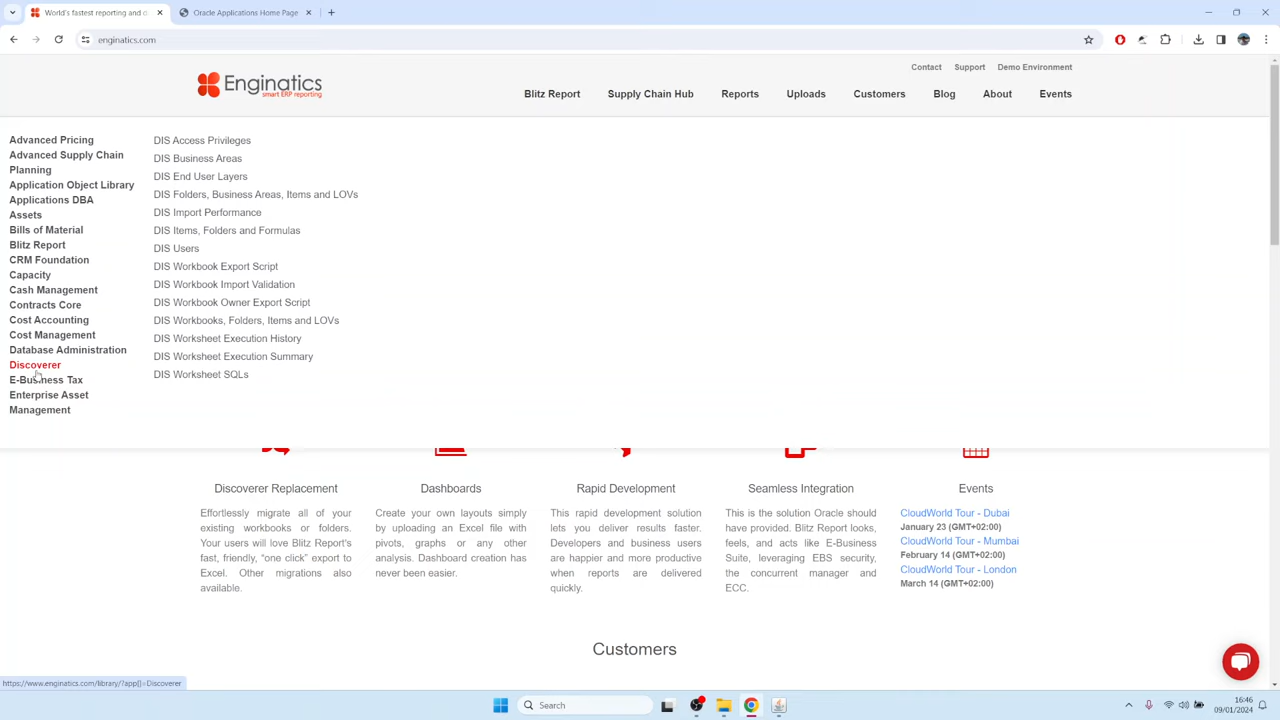 World's fastest reporting and c
Oracle Applications Home Page
enginatics.com
Contact
Support
Demo Environment
Enginatics
smart ERP reporting
Blitz Report
Supply Chain Hub
Reports
Uploads
Customers
Blog
About
Events
Advanced Pricing
Advanced Supply Chain
Planning
Application Object Library
Applications DBA
Assets
Bills of Material
Blitz Report
CRM Foundation
Capacity
Cash Management
Contracts Core
Cost Accounting
Cost Management
Database Administration
Discoverer
E-Business Tax
Enterprise Asset
Management
DIS Access Privileges
DIS Business Areas
DIS End User Layers
DIS Folders, Business Areas, Items and LOVs
DIS Import Performance
DIS Items, Folders and Formulas
DIS Users
DIS Workbook Export Script
DIS Workbook Import Validation
DIS Workbook Owner Export Script
DIS Workbooks, Folders, Items and LOVs
DIS Worksheet Execution History
DIS Worksheet Execution Summary
DIS Worksheet SQLs
Discoverer Replacement
Effortlessly migrate all of your
existing workbooks or folders.
Your users will love Blitz Report's
fast, friendly, “one click” export to
Excel. Other migrations also
available.
Dashboards
Create your own layouts simply
by uploading an Excel file with
pivots, graphs or any other
analysis. Dashboard creation has
never been easier.
Rapid Development
This rapid development solution
lets you deliver results faster.
Developers and business users
are happier and more productive
when reports are delivered
quickly.
Seamless Integration
This is the solution Oracle should
have provided. Blitz Report looks,
feels, and acts like E-Business
Suite, leveraging EBS security,
the concurrent manager and
ECC.
Events
CloudWorld Tour - Dubai
January 23 (GMT+02:00)
CloudWorld Tour - Mumbai
February 14 (GMT+02:00)
CloudWorld Tour - London
March 14 (GMT+02:00)
Customers
https://www.enginatics.com/library/?app[]=Discoverer
Search
16:46
09/01/2024